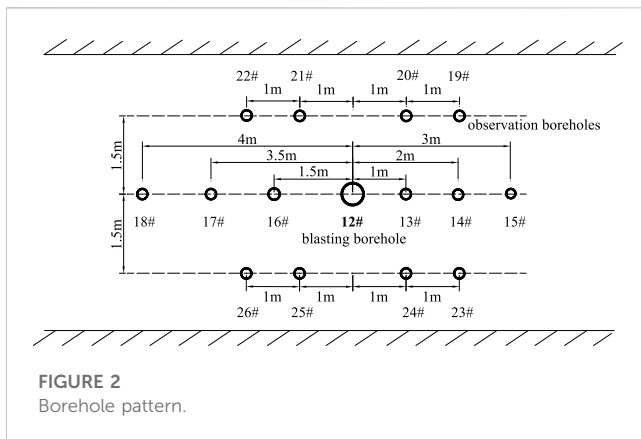 22# 21# 20# 19#
1m 1m 1m 1m
observation boreholes
1.5m
4m 3m
3.5m 2m
1.5m 1m
18# 17# 16# 12# 13# 14# 15#
blasting borehole
1.5m
1m 1m 1m 1m
26# 25# 24# 23#
FIGURE 2
Borehole pattern.